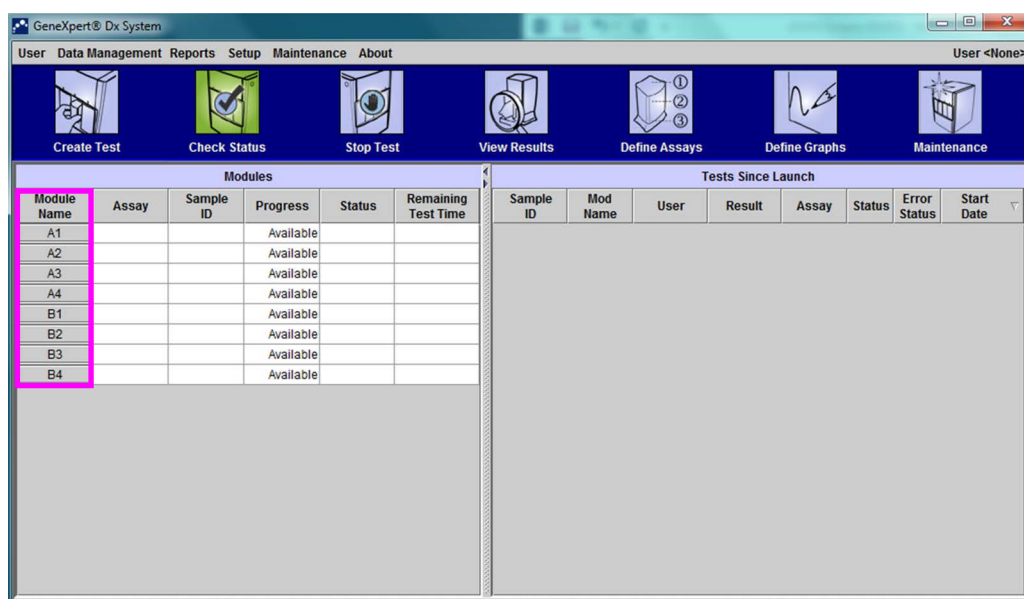 GeneXpert® Dx System
User Data Management Reports Setup Maintenance About User <None>
① 
②
③
Create Test Check Status Stop Test View Results Define Assays Define Graphs Maintenance
Modules Tests Since Launch
Module Name Assay Sample ID Progress Status Remaining Test Time Sample ID Mod Name User Result Assay Status Error Status Start Date
A1 Available
A2 Available
A3 Available
A4 Available
B1 Available
B2 Available
B3 Available
B4 Available